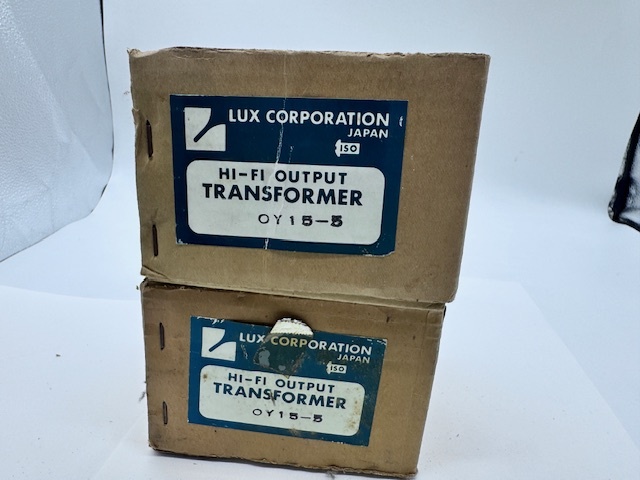 LUX CORPORATION
JAPAN
ISO
HI-FI OUTPUT
TRANSFORMER
OY15-5
LUX CORPORATION
JAPAN
ISO
HI-FI OUTPUT
TRANSFORMER
OY15-5